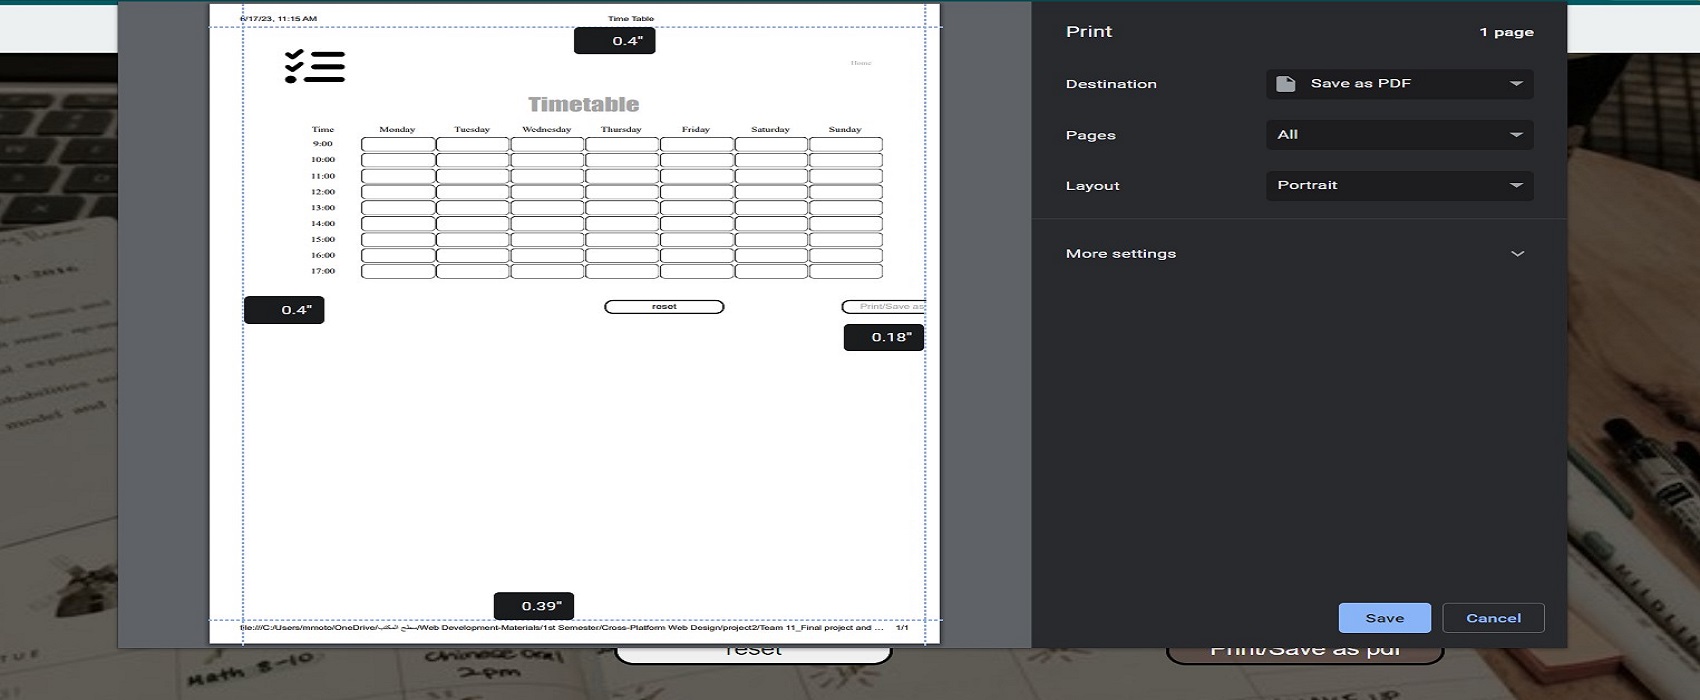 6/17/23, 11:15 AM Time Table
0.4"
Home
Timetable
Time Monday Tuesday Wednesday Thursday Friday Saturday Sunday
9:00
10:00
11:00
12:00
13:00
14:00
15:00
16:00
17:00
0.4"
reset Print/Save as
0.18"
0.39"
file:///C:/Users/mmoto/OneDrive/سطح المكتب/Web Development-Materials/1st Semester/Cross-Platform Web Design/project2/Team 11_Final project and ... 1/1
Print 1 page
Destination Save as PDF
Pages All
Layout Portrait
More settings
Save Cancel
reset Print/Save as pdf
Math 8-10
Chinese Oral
2pm